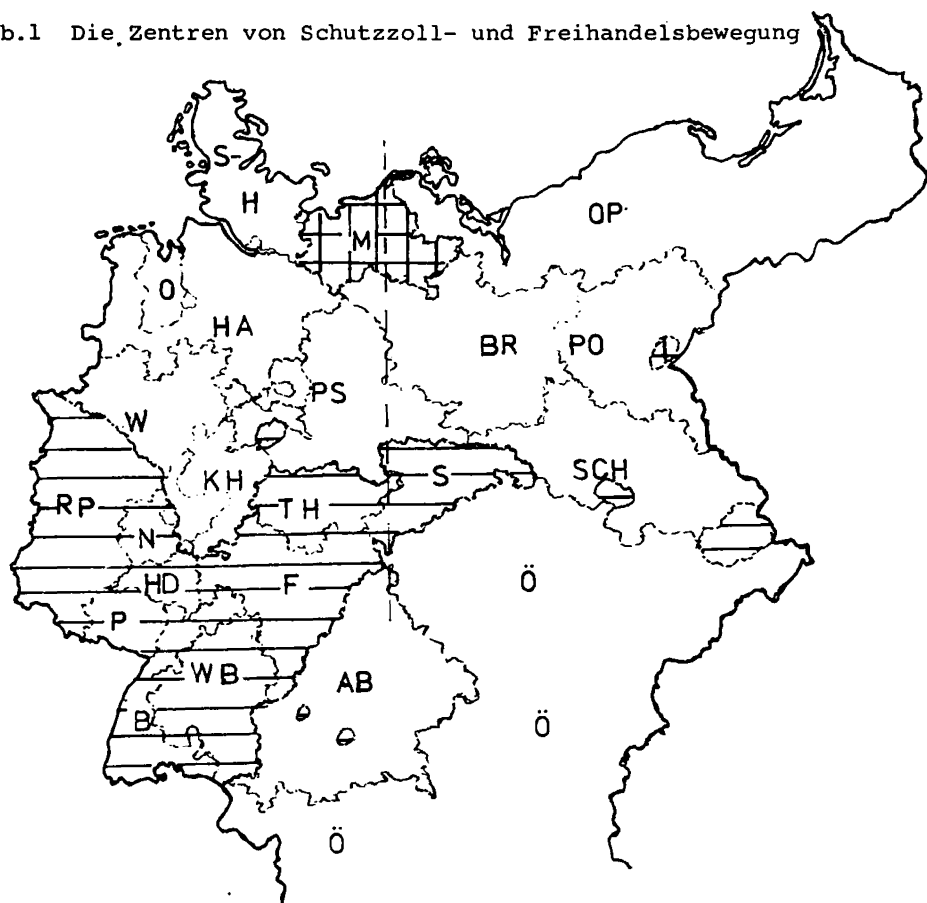 b.1 Die Zentren von Schutzzoll- und Freihandelsbewegung
S-
H
M
OP
O
HA
BR PO
PS
W
KH
S
SCH
RP
TH
N
HD F Ö
P
WB AB
B Ö
Ö